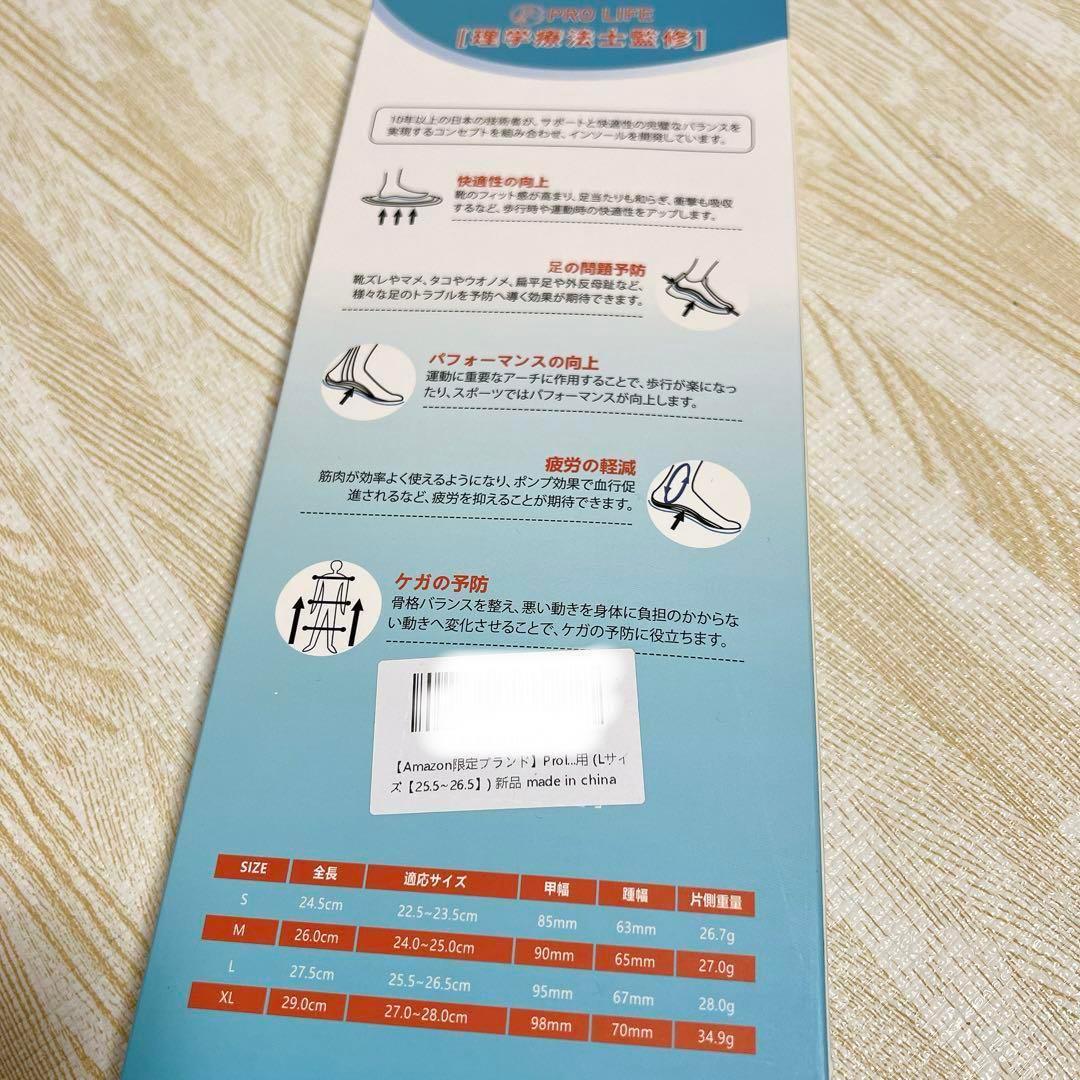 PRO LIFE
[理学療法士監修]
10年以上の日本の技術者が、サポートと快適性の完璧なバランスを
実現するコンセプトを組み合わせ、インソールを開発しています。
快適性の向上
靴のフィット感が高まり、足当たりも和らぎ、衝撃も吸収
するなど、歩行時や運動時の快適性をアップします。
足の問題予防
靴ズレやマメ、タコやウオノメ、扁平足や外反母趾など、
様々な足のトラブルを予防へ導く効果が期待できます。
パフォーマンスの向上
運動に重要なアーチに作用することで、歩行が楽になっ
たり、スポーツではパフォーマンスが向上します。
疲労の軽減
筋肉が効率よく使えるようになり、ポンプ効果で血行促
進されるなど、疲労を抑えることが期待できます。
ケガの予防
骨格バランスを整え、悪い動きを身体に負担のかからな
い動きへ変化させることで、ケガの予防に役立ちます。
【Amazon限定ブランド】Prol...用 (Lサイ
ズ【25.5~26.5】) 新品 made in china
SIZE 全長 適応サイズ 甲幅 踵幅 片側重量
S 24.5cm 22.5~23.5cm 85mm 63mm 26.7g
M 26.0cm 24.0~25.0cm 90mm 65mm 27.0g
L 27.5cm 25.5~26.5cm 95mm 67mm 28.0g
XL 29.0cm 27.0~28.0cm 98mm 70mm 34.9g